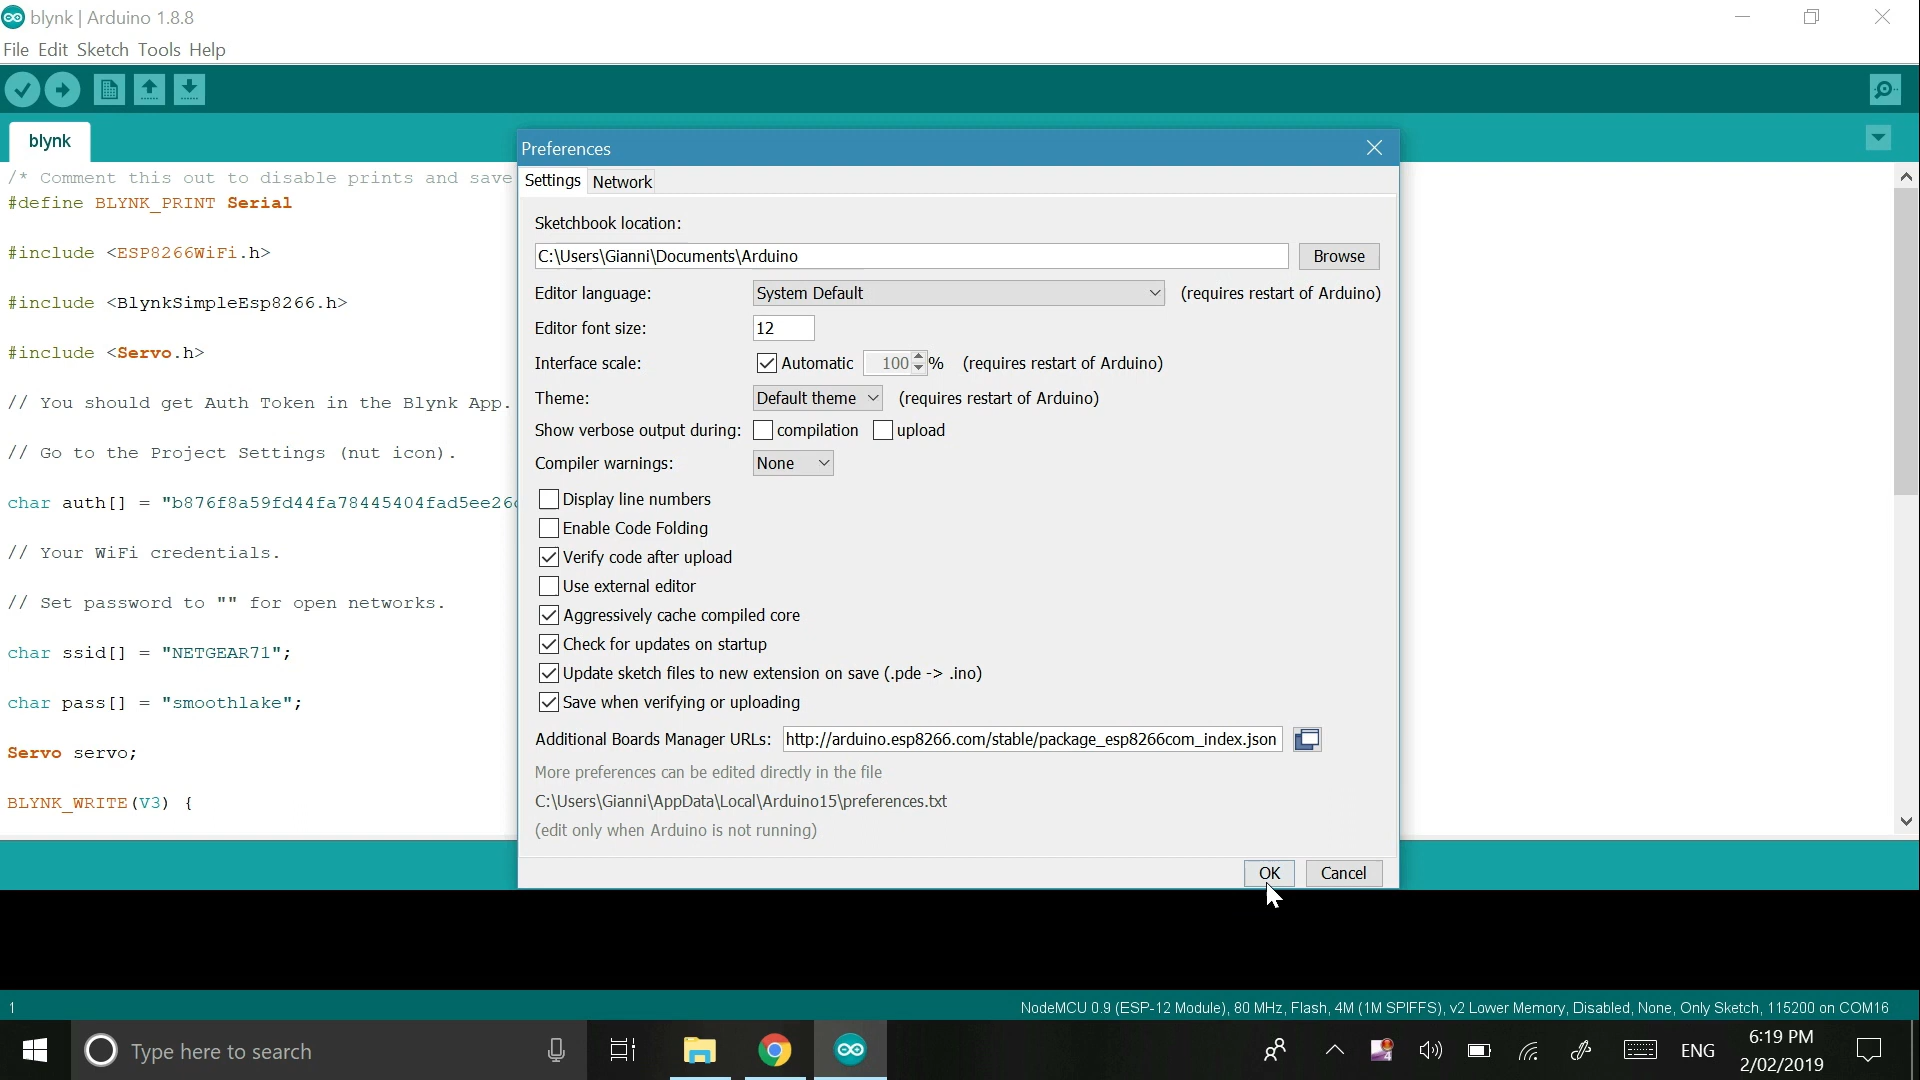 blynk | Arduino 1.8.8
File Edit Sketch Tools Help
blynk
/* Comment this out to disable prints and save
#define BLYNK_PRINT Serial
#include <ESP8266WiFi.h>
#include <BlynkSimpleEsp8266.h>
#include <Servo.h>
// You should get Auth Token in the Blynk App.
// Go to the Project Settings (nut icon).
char auth[] = "b876f8a59fd44fa78445404fad5ee26
// Your WiFi credentials.
// Set password to "" for open networks.
char ssid[] = "NETGEAR71";
char pass[] = "smoothlake";
Servo servo;
BLYNK_WRITE(V3) {
Preferences
Settings Network
Sketchbook location:
C:\Users\Gianni\Documents\Arduino Browse
Editor language: System Default (requires restart of Arduino)
Editor font size: 12
Interface scale: Automatic 100 % (requires restart of Arduino)
Theme: Default theme (requires restart of Arduino)
Show verbose output during: compilation upload
Compiler warnings: None
Display line numbers
Enable Code Folding
Verify code after upload
Use external editor
Aggressively cache compiled core
Check for updates on startup
Update sketch files to new extension on save (.pde -> .ino)
Save when verifying or uploading
Additional Boards Manager URLs: http://arduino.esp8266.com/stable/package_esp8266com_index.json
More preferences can be edited directly in the file
C:\Users\Gianni\AppData\Local\Arduino15\preferences.txt
(edit only when Arduino is not running)
OK Cancel
1 NodeMCU 0.9 (ESP-12 Module), 80 MHz, Flash, 4M (1M SPIFFS), v2 Lower Memory, Disabled, None, Only Sketch, 115200 on COM16
Type here to search
4
ENG
6:19 PM
2/02/2019